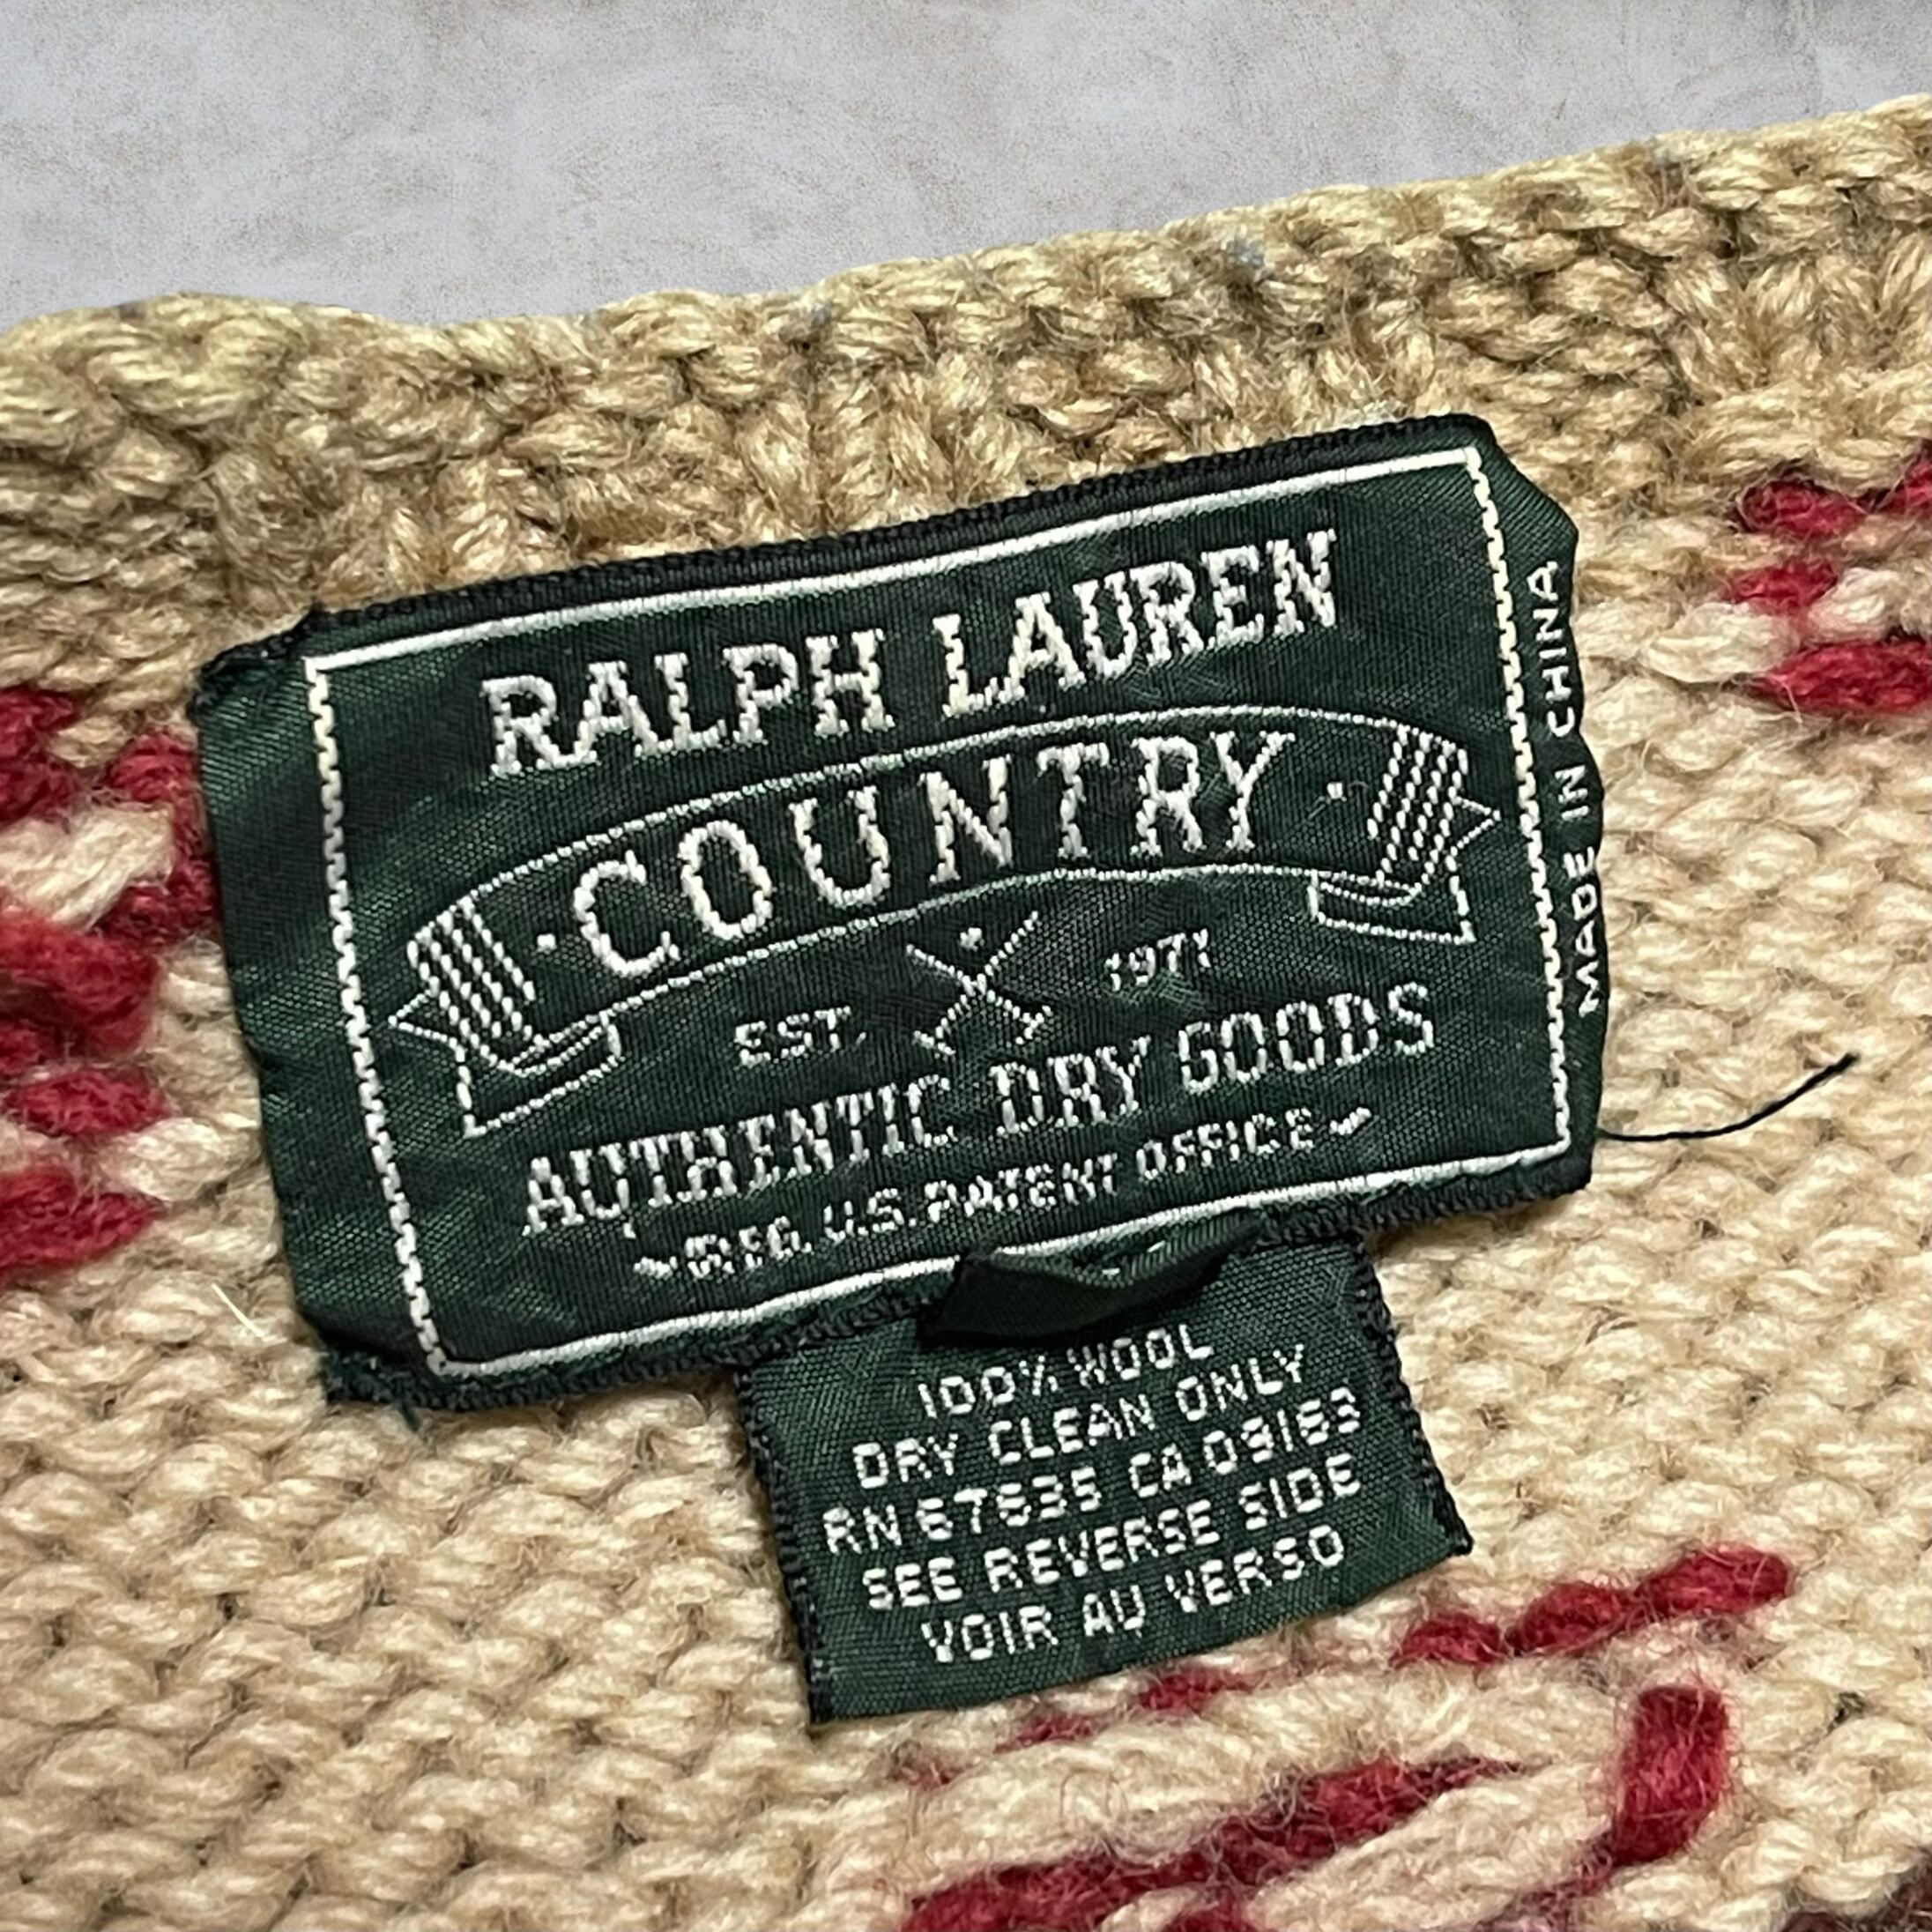 RALPH LAUREN
· COUNTRY ·
EST. 1971
AUTHENTIC DRY GOODS
~REG. U.S. PATENT OFFICE~
MADE IN CHINA
100% WOOL
DRY CLEAN ONLY
RN 67835 CA 09163
SEE REVERSE SIDE
VOIR AU VERSO